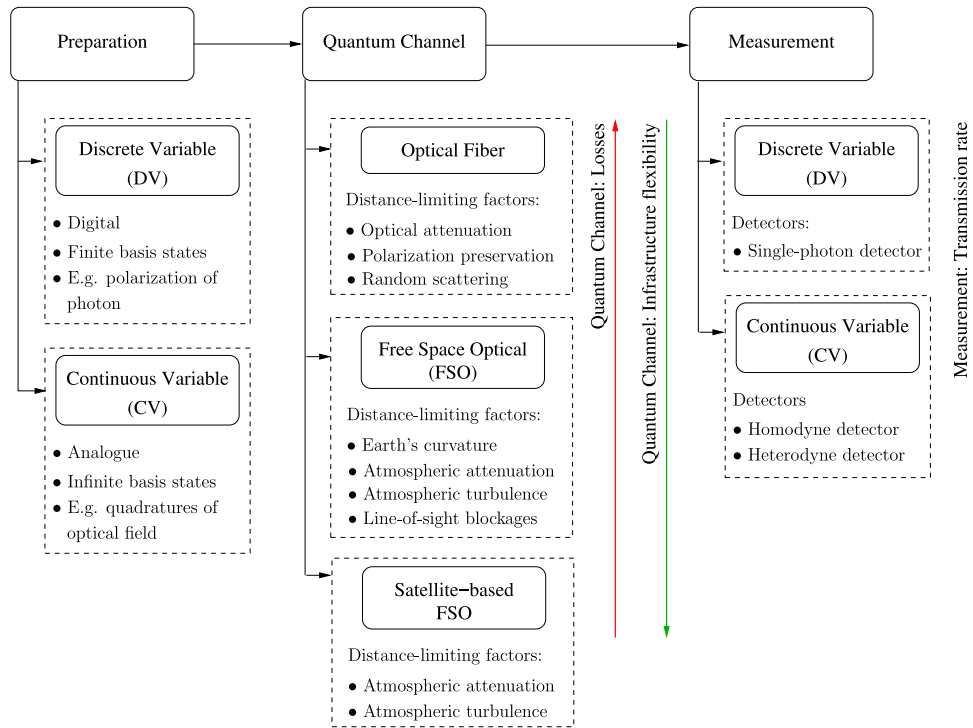 Preparation
Quantum Channel
Measurement
Discrete Variable
(DV)
● Digital
● Finite basis states
● E.g. polarization of
photon
Continuous Variable
(CV)
● Analogue
● Infinite basis states
● E.g. quadratures of
optical field
Optical Fiber
Distance-limiting factors:
● Optical attenuation
● Polarization preservation
● Random scattering
Free Space Optical
(FSO)
Distance-limiting factors:
● Earth's curvature
● Atmospheric attenuation
● Atmospheric turbulence
● Line-of-sight blockages
Satellite-based
FSO
Distance-limiting factors:
● Atmospheric attenuation
● Atmospheric turbulence
Quantum Channel: Losses
Quantum Channel: Infrastructure flexibility
Discrete Variable
(DV)
Detectors:
● Single-photon detector
Continuous Variable
(CV)
Detectors
● Homodyne detector
● Heterodyne detector
Measurement: Transmission rate